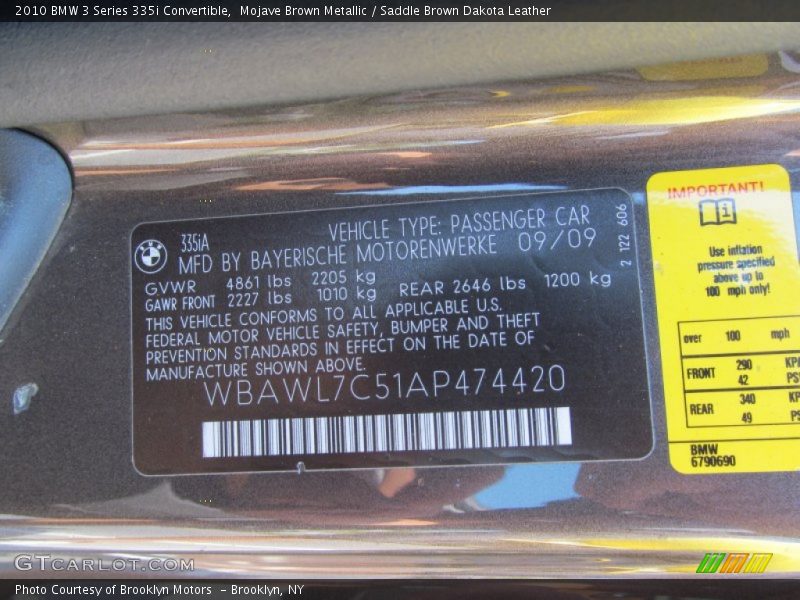 2010 BMW 3 Series 335i Convertible, Mojave Brown Metallic / Saddle Brown Dakota Leather
335iA VEHICLE TYPE: PASSENGER CAR
MFD BY BAYERISCHE MOTORENWERKE 09/09
GVWR 4861 lbs 2205 kg
GAWR FRONT 2227 lbs 1010 kg REAR 2646 lbs 1200 kg
THIS VEHICLE CONFORMS TO ALL APPLICABLE U.S.
FEDERAL MOTOR VEHICLE SAFETY, BUMPER AND THEFT
PREVENTION STANDARDS IN EFFECT ON THE DATE OF
MANUFACTURE SHOWN ABOVE.
WBAWL7C51AP474420
2 122 606
IMPORTANT!
Use inflation
pressure specified
above up to
100 mph only!
over 100 mph
FRONT 290 KPA
42 PS
REAR 340 KP
49 PS
BMW
6790690
GTCARLOT.COM
Photo Courtesy of Brooklyn Motors - Brooklyn, NY